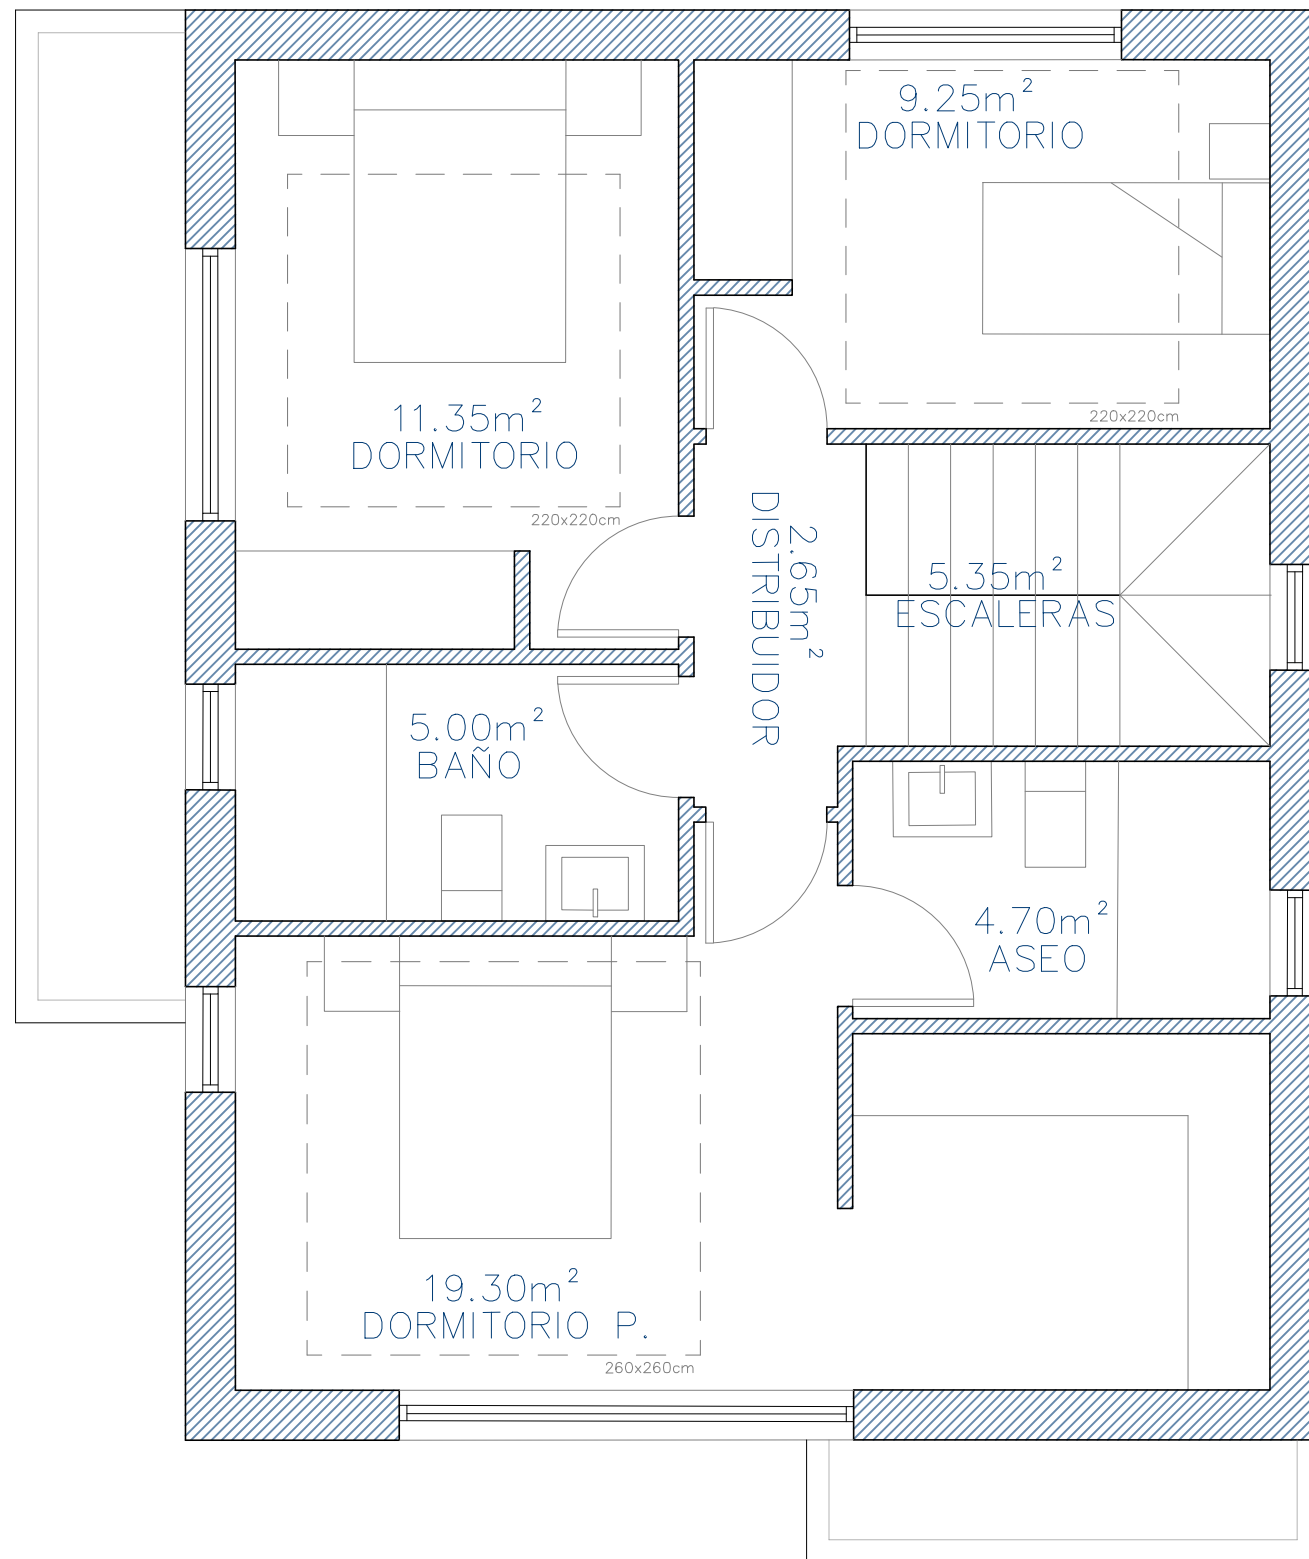 9.25m²
DORMITORIO
220x220cm
11.35m²
DORMITORIO
220x220cm
2.65m²
DISTRIBUIDOR
5.35m²
ESCALERAS
5.00m²
BAÑO
4.70m²
ASEO
19.30m²
DORMITORIO P.
260x260cm